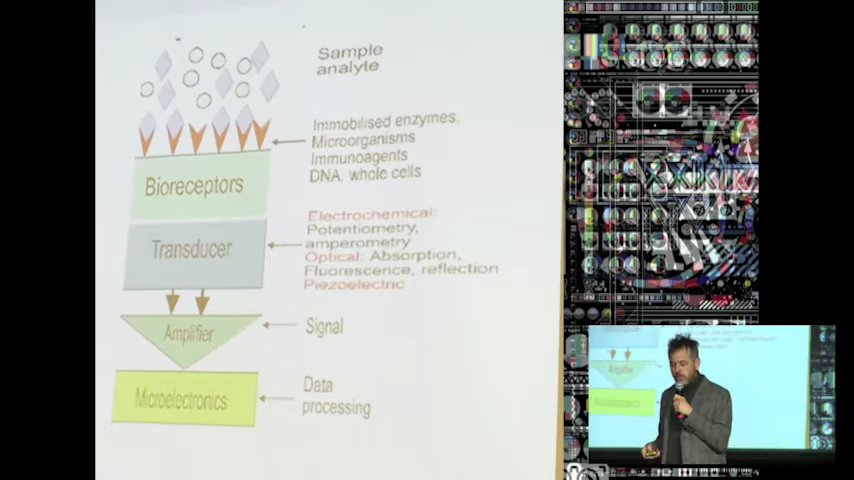 Sample
analyte
Immobilised enzymes,
Microorganisms
Immunoagents
DNA, whole cells
Bioreceptors
Electrochemical:
Potentiometry,
amperometry
Optical: Absorption,
Fluorescence, reflection
Piezoelectric
Transducer
Amplifier
Signal
Microelectronics
Data
processing
Amplifier